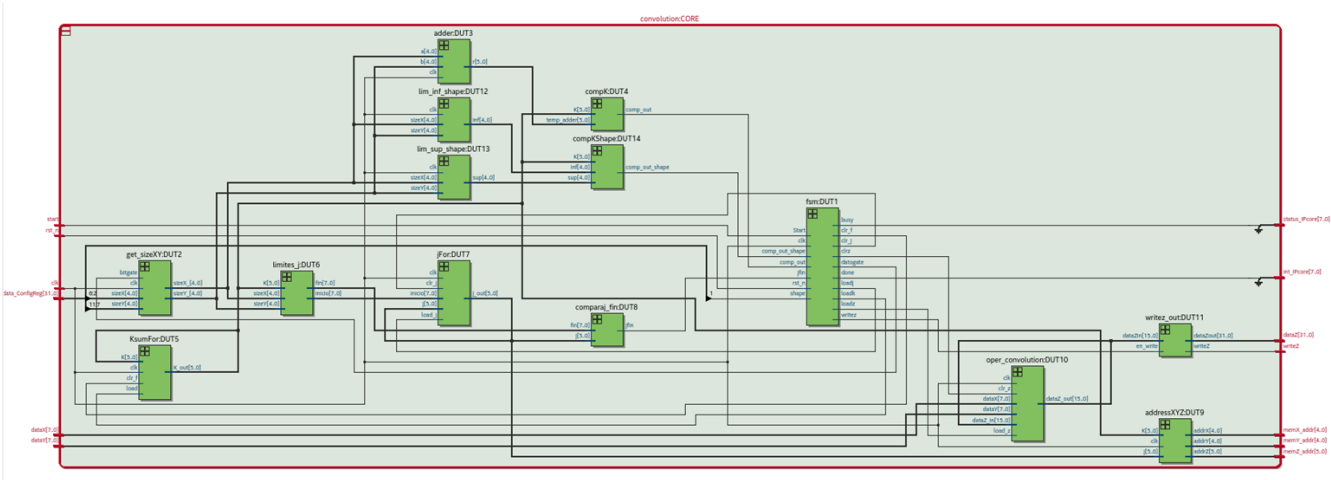 convolution:CORE
adder:DUT3
a[4.0]
b[4.0]
clk
r[5.0]
lim_inf_shape:DUT12
clk
sizeX[4.0]
sizeY[4.0]
inf[4.0]
compK:DUT4
K[5.0]
temp_adder[5.0]
comp_out
compKShape:DUT14
K[5.0]
inf[4.0]
sup[4.0]
comp_out_shape
lim_sup_shape:DUT13
clk
sizeX[4.0]
sizeY[4.0]
sup[4.0]
start
rst_n
clk
data_ConfigReg[31.0]
dataX[7.0]
dataY[7.0]
get_sizeXY:DUT2
clk
sizeX[4.0]
sizeY[4.0]
sizeX_[4.0]
sizeY_[4.0]
limites_j:DUT6
K[5.0]
sizeX[4.0]
sizeY[4.0]
fin[7.0]
inicio[7.0]
jFor:DUT7
clk
clr_j
inicio[7.0]
j[5.0]
load_j
j_out[5.0]
comparaj_fin:DUT8
fin[7.0]
j[5.0]
jfin
KsumFor:DUT5
K[5.0]
clk
clr_f
load
K_out[5.0]
fsm:DUT1
Start
clk
comp_out_shape
comp_out
jfin
rst_n
shape
busy
clr_f
clr_j
clrz
datogate
done
loadj
loadk
loadz
writez
1
oper_convolution:DUT10
clk
clr_z
dataX[7.0]
dataY[7.0]
dataZ_in[15.0]
load_z
dataZ_out[15.0]
writez_out:DUT11
dataZin[15.0]
en_write
dataZout[31.0]
writeZ
addressXYZ:DUT9
K[5.0]
clk
j[5.0]
addrX[4.0]
addrY[4.0]
addrZ[5.0]
status_IPcore[7.0]
int_IPcore[7.0]
dataZ[31.0]
writeZ
memX_addr[4.0]
memY_addr[4.0]
memZ_addr[5.0]